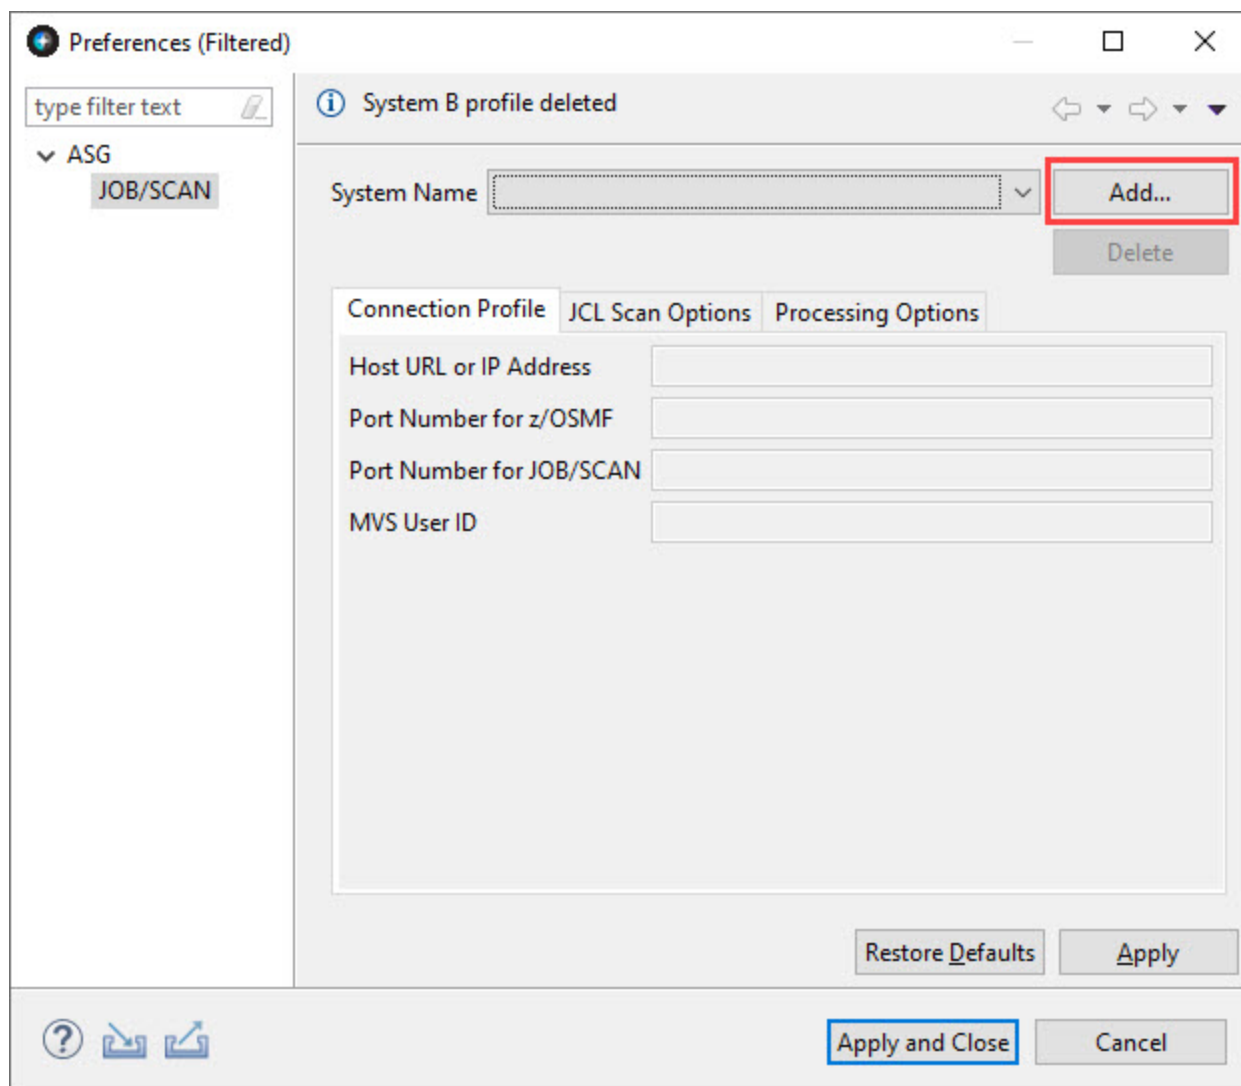 Preferences (Filtered)
type filter text
ASG
JOB/SCAN
System B profile deleted
System Name
Add...
Delete
Connection Profile
JCL Scan Options
Processing Options
Host URL or IP Address
Port Number for z/OSMF
Port Number for JOB/SCAN
MVS User ID
Restore Defaults
Apply
?
Apply and Close
Cancel